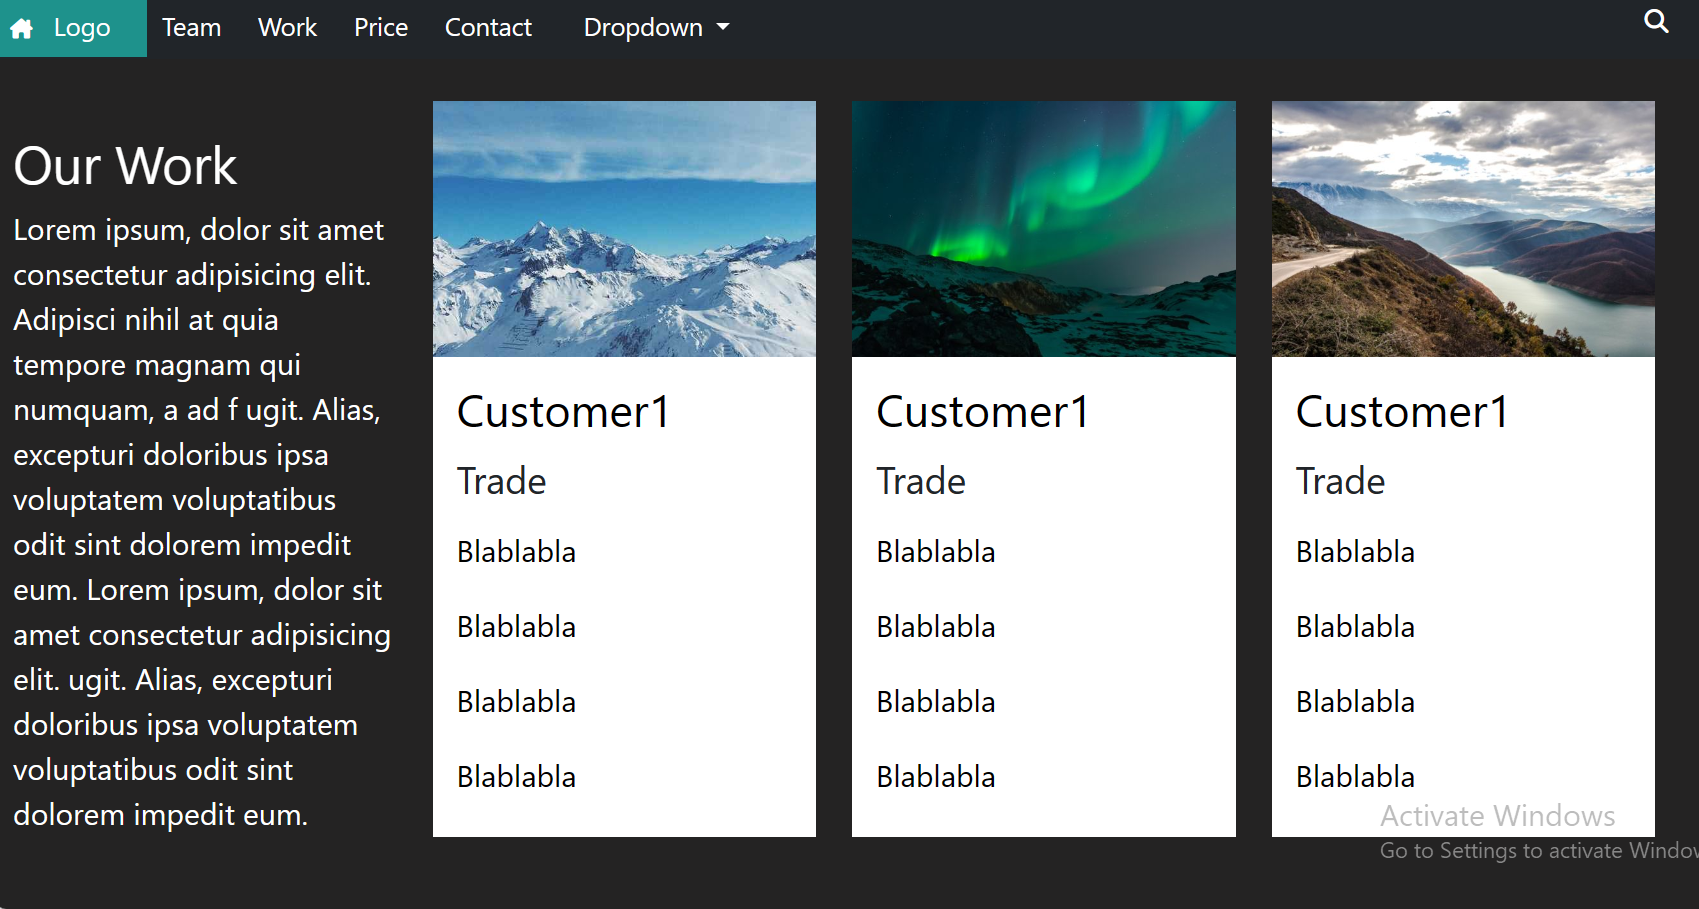 Logo Team Work Price Contact Dropdown
Our Work
Lorem ipsum, dolor sit amet
consectetur adipisicing elit.
Adipisci nihil at quia
tempore magnam qui
numquam, a ad f ugit. Alias,
excepturi doloribus ipsa
voluptatem voluptatibus
odit sint dolorem impedit
eum. Lorem ipsum, dolor sit
amet consectetur adipisicing
elit. ugit. Alias, excepturi
doloribus ipsa voluptatem
voluptatibus odit sint
dolorem impedit eum.
Customer1
Trade
Blablabla
Blablabla
Blablabla
Blablabla
Customer1
Trade
Blablabla
Blablabla
Blablabla
Blablabla
Customer1
Trade
Blablabla
Blablabla
Blablabla
Blablabla
Activate Windows
Go to Settings to activate Window